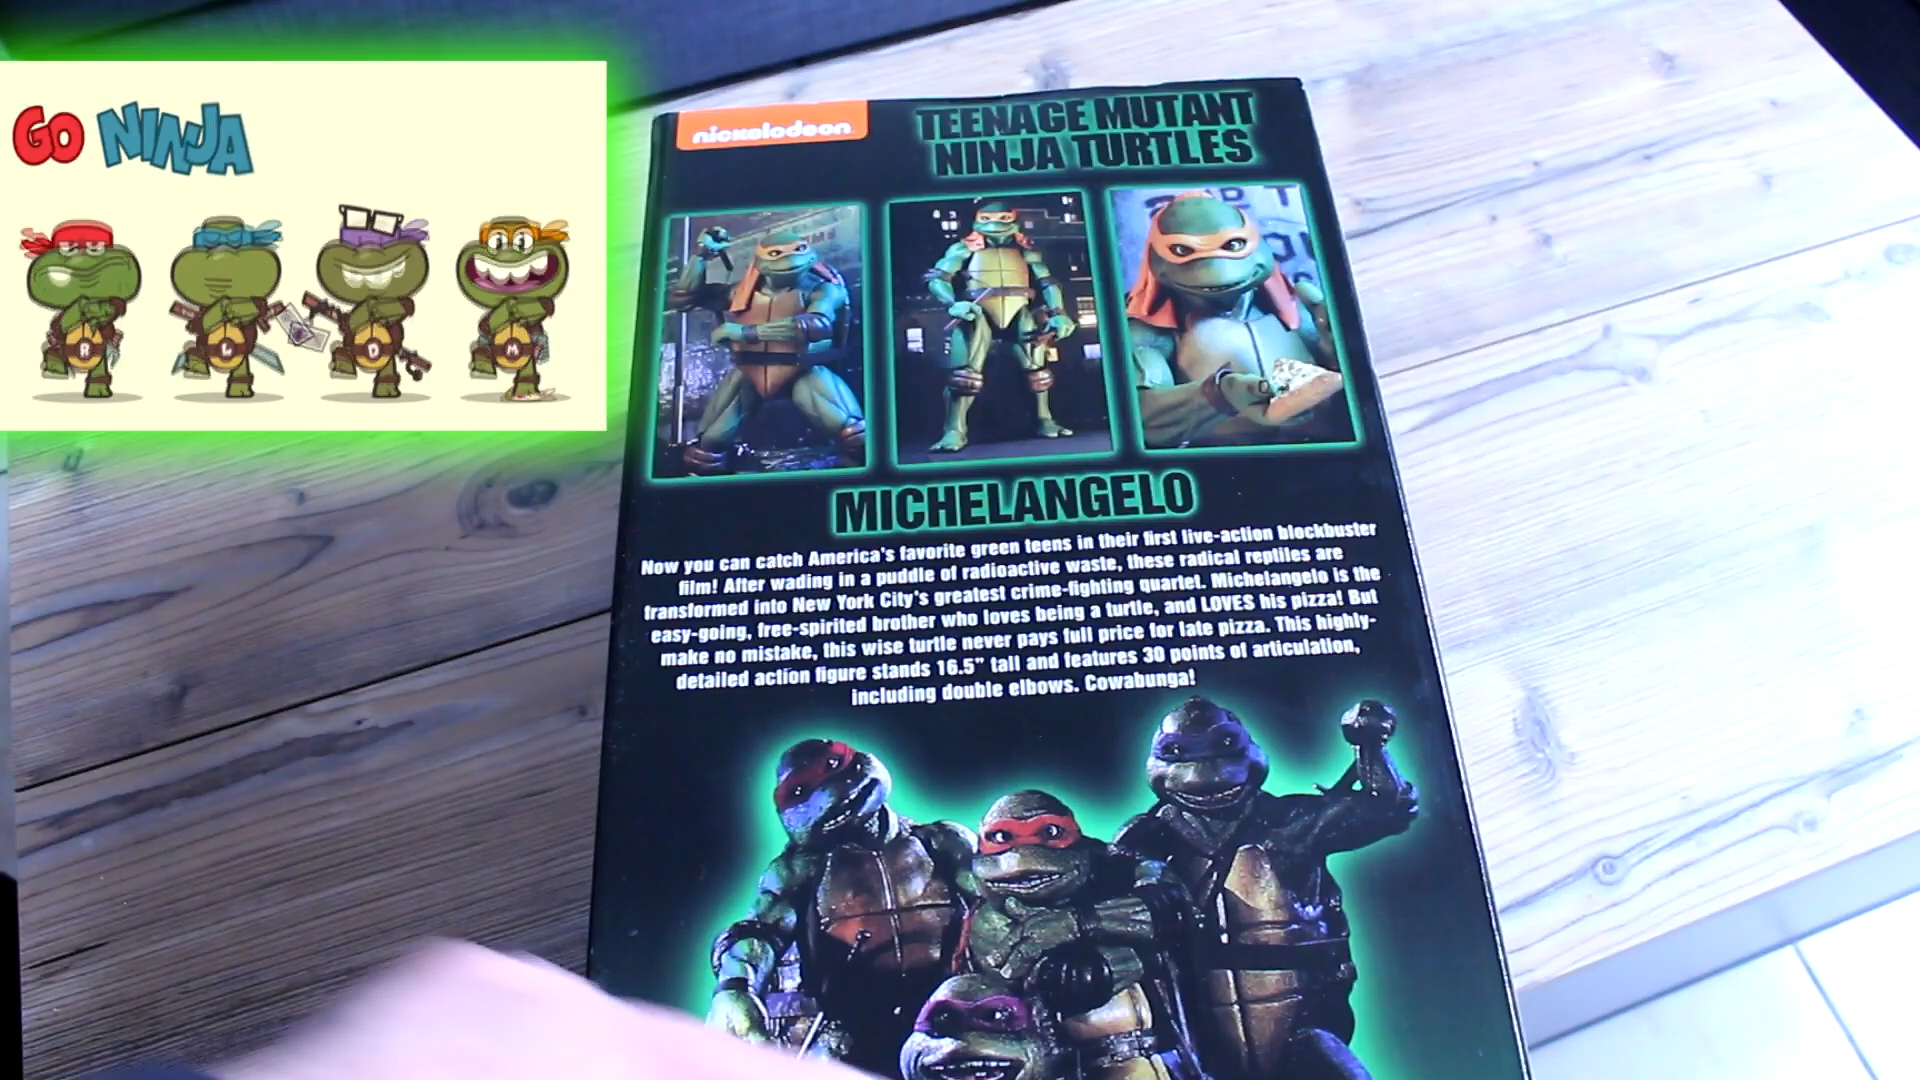 GO NINJA
R L D M
nickelodeon
TEENAGE MUTANT
NINJA TURTLES
MICHELANGELO
Now you can catch America's favorite green teens in their first live-action blockbuster
film! After wading in a puddle of radioactive waste, these radical reptiles are
transformed into New York City's greatest crime-fighting quartet. Michelangelo is the
easy-going, free-spirited brother who loves being a turtle, and LOVES his pizza! But
make no mistake, this wise turtle never pays full price for late pizza. This highly-
detailed action figure stands 16.5" tall and features 30 points of articulation,
including double elbows. Cowabunga!